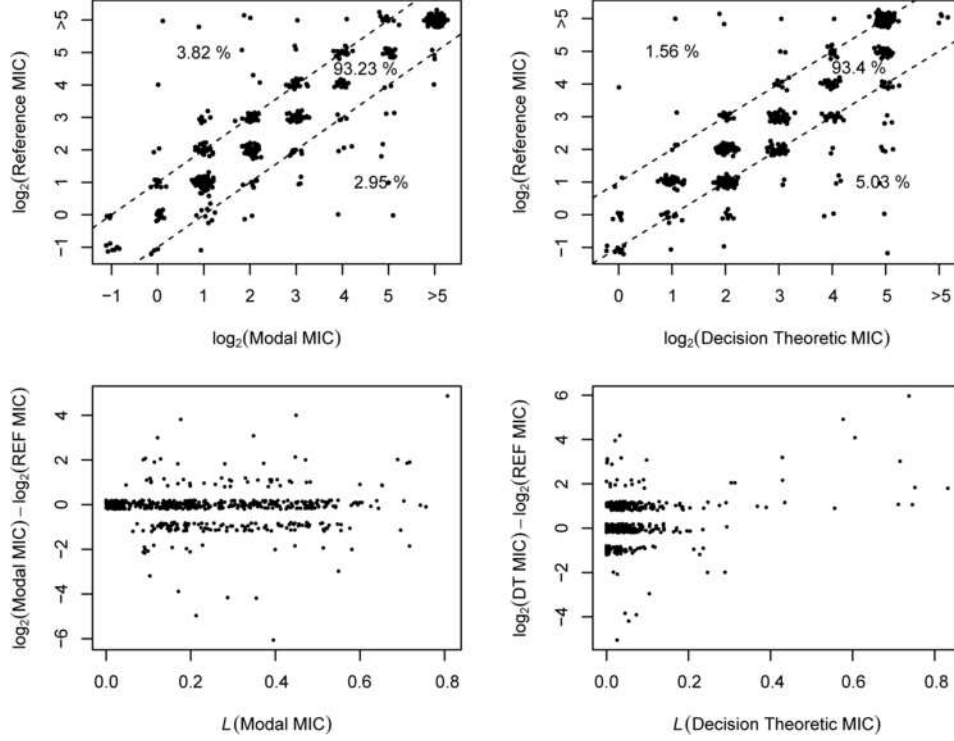 log2(Reference MIC)
>5
5
4
3
2
1
0
−1
3.82 %
93.23 %
2.95 %
−1 0 1 2 3 4 5 >5
log2(Modal MIC)
log2(Reference MIC)
>5
5
4
3
2
1
0
−1
1.56 %
93.4 %
5.03 %
0 1 2 3 4 5 >5
log2(Decision Theoretic MIC)
log2(Modal MIC) − log2(REF MIC)
4
2
0
−2
−4
−6
0.0 0.2 0.4 0.6 0.8
L(Modal MIC)
log2(DT MIC) − log2(REF MIC)
6
4
2
0
−2
−4
0.0 0.2 0.4 0.6 0.8
L(Decision Theoretic MIC)